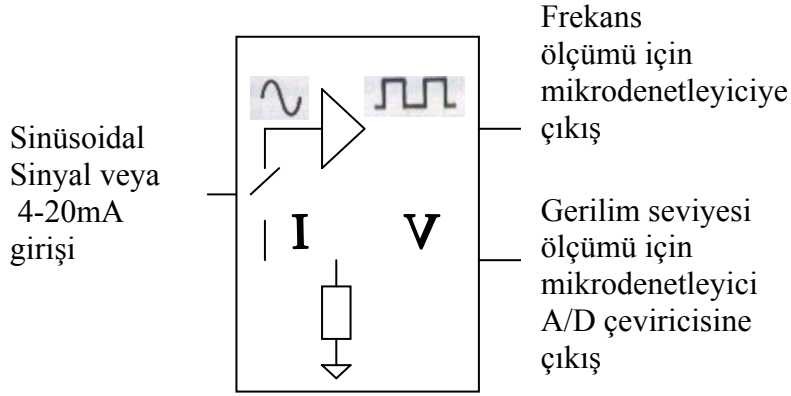 Sinüsoidal
Sinyal veya
4-20mA
girişi
I
V
Frekans
ölçümü için
mikrodenetleyiciye
çıkış
Gerilim seviyesi
ölçümü için
mikrodenetleyici
A/D çeviricisine
çıkış